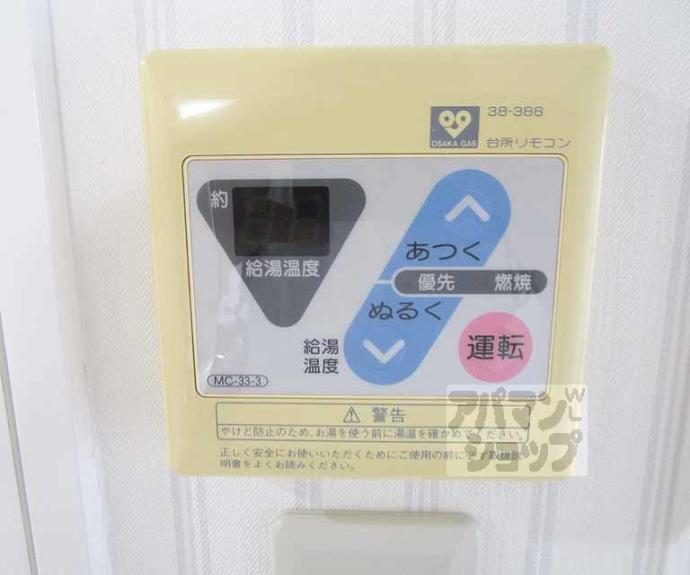 38-386
OSAKA GAS 台所リモコン
約
給湯温度
あつく
優先 燃焼
ぬるく
給湯
温度
運転
MC-33-3
⚠ 警告
やけど防止のため、お湯を使う前に湯温を確かめてください。
正しく安全にお使いいただくためにご使用の前に必ず取扱説
明書をよくお読みください。
アパマン
ショップ